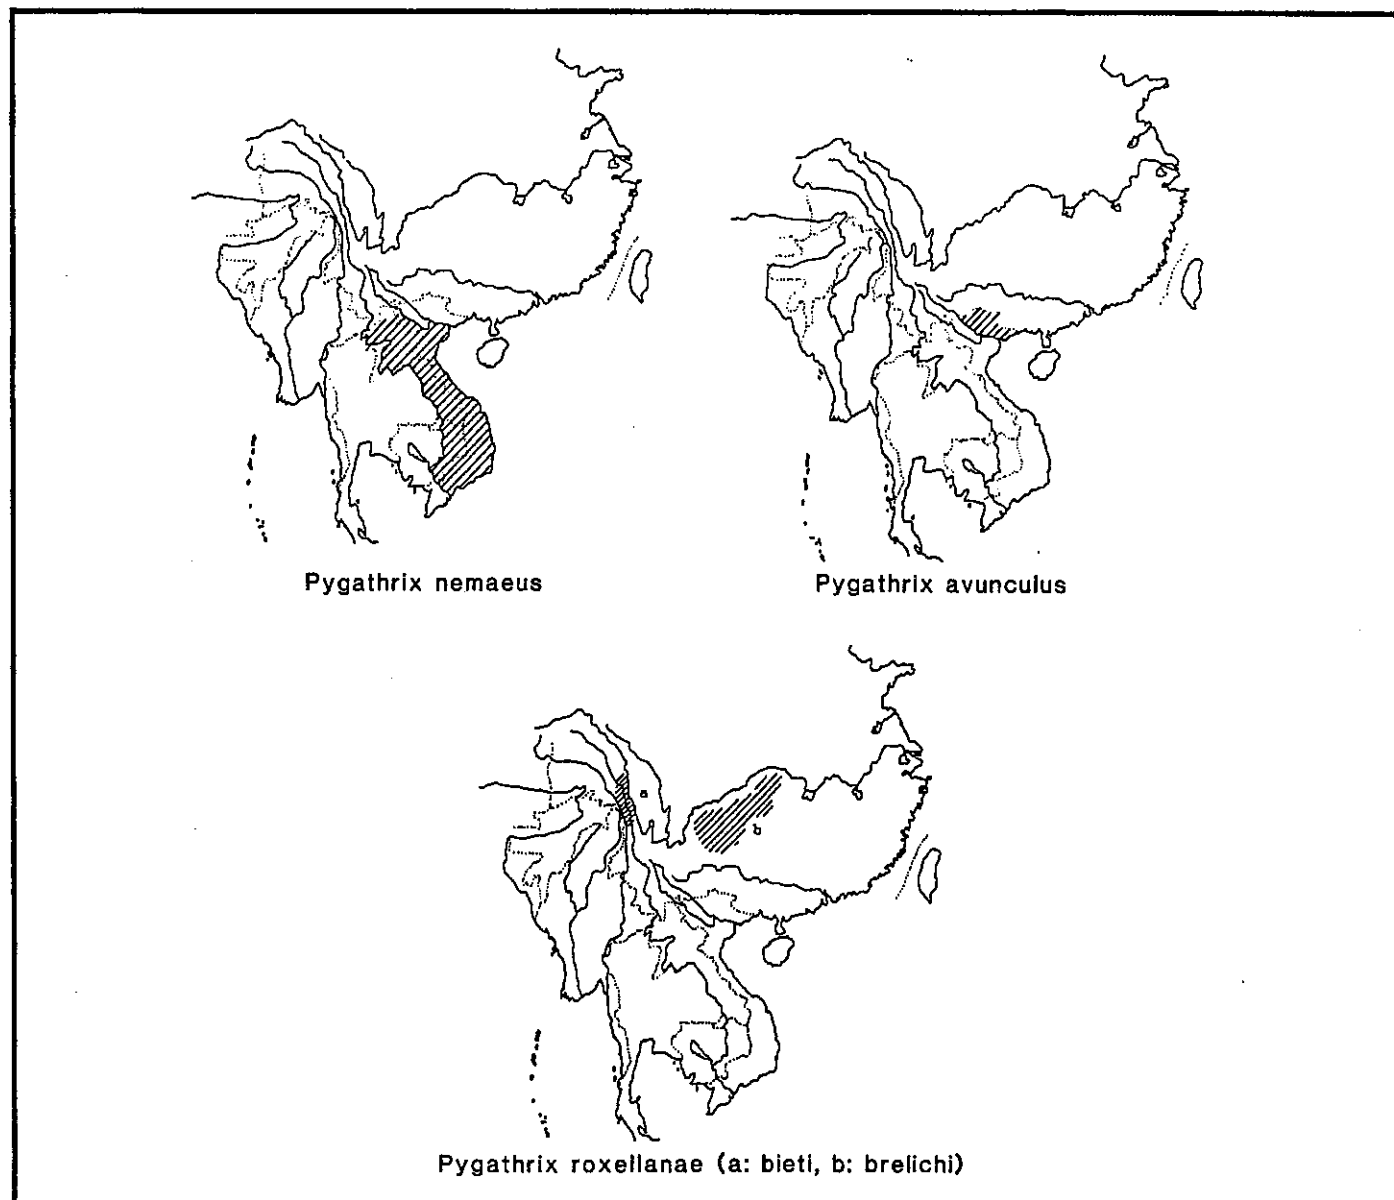 Pygathrix nemaeus
Pygathrix avunculus
a
b
Pygathrix roxellanae (a: bieti, b: brelichi)